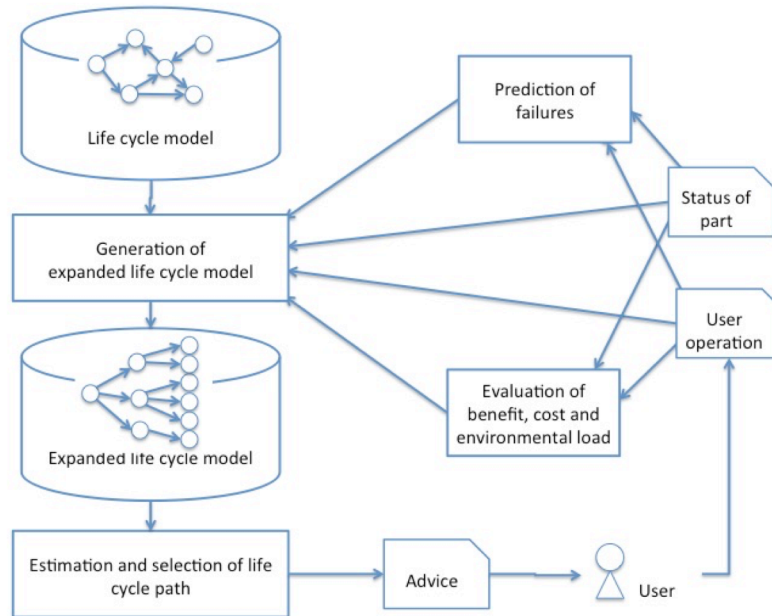 Life cycle model
Prediction of
failures
Status of
part
Generation of
expanded life cycle model
User
operation
Evaluation of
benefit, cost and
environmental load
Expanded life cycle model
Estimation and selection of life
cycle path
Advice
User